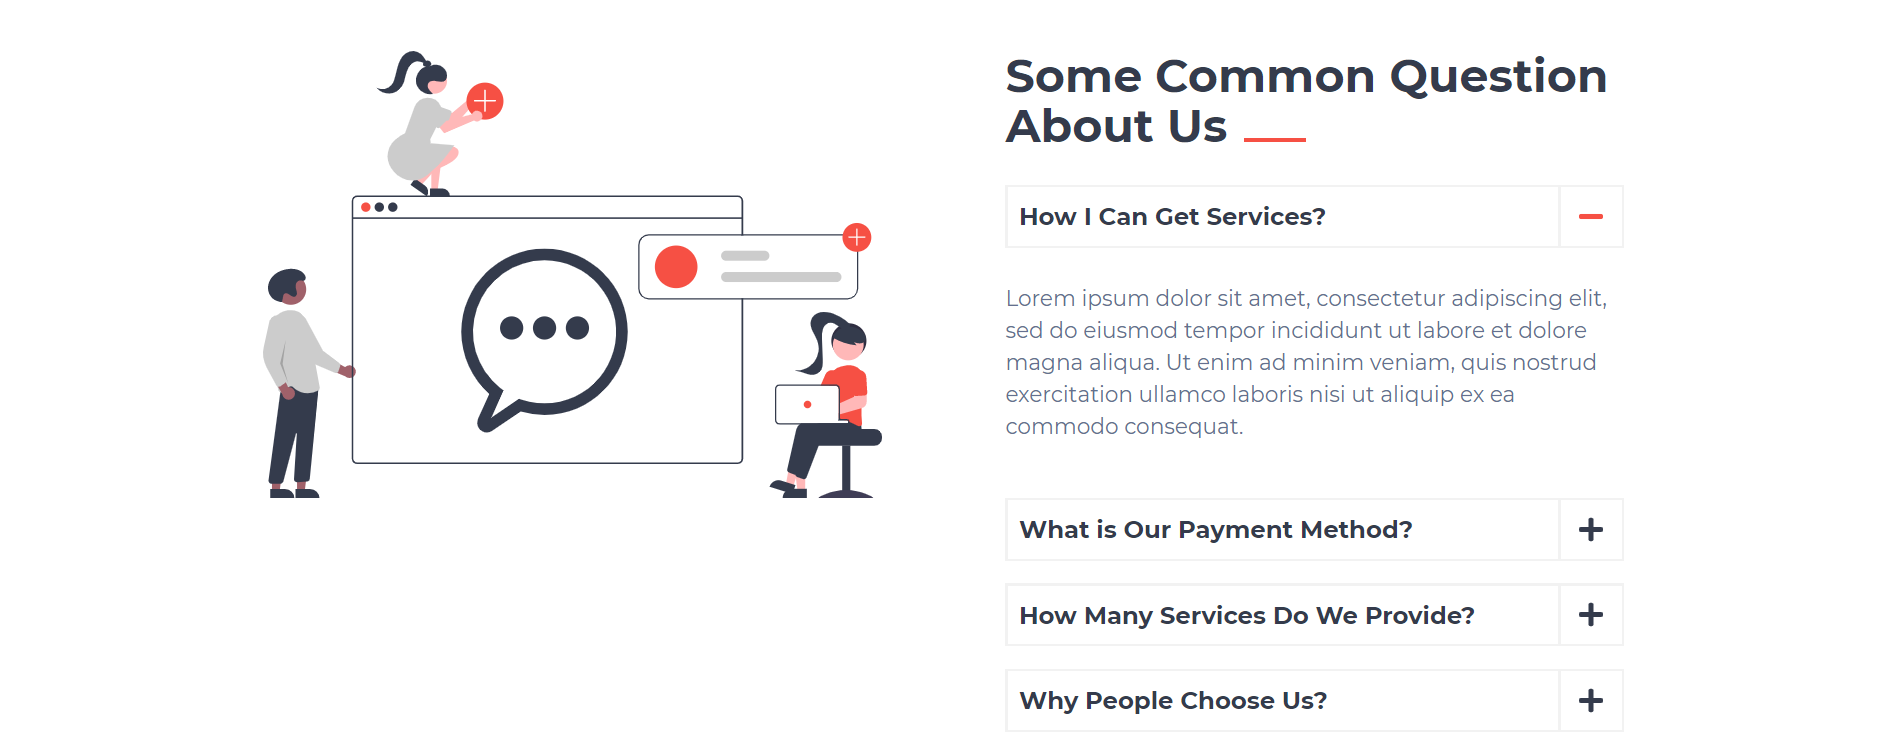 Some Common Question
About Us
How I Can Get Services?
Lorem ipsum dolor sit amet, consectetur adipiscing elit,
sed do eiusmod tempor incididunt ut labore et dolore
magna aliqua. Ut enim ad minim veniam, quis nostrud
exercitation ullamco laboris nisi ut aliquip ex ea
commodo consequat.
What is Our Payment Method?
How Many Services Do We Provide?
Why People Choose Us?